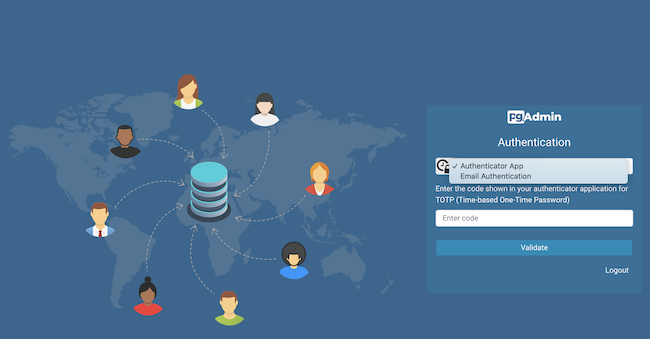 pgAdmin
Authentication
✓ Authenticator App
Email Authentication
Enter the code shown in your authenticator application for
TOTP (Time-based One-Time Password)
Enter code
Validate
Logout